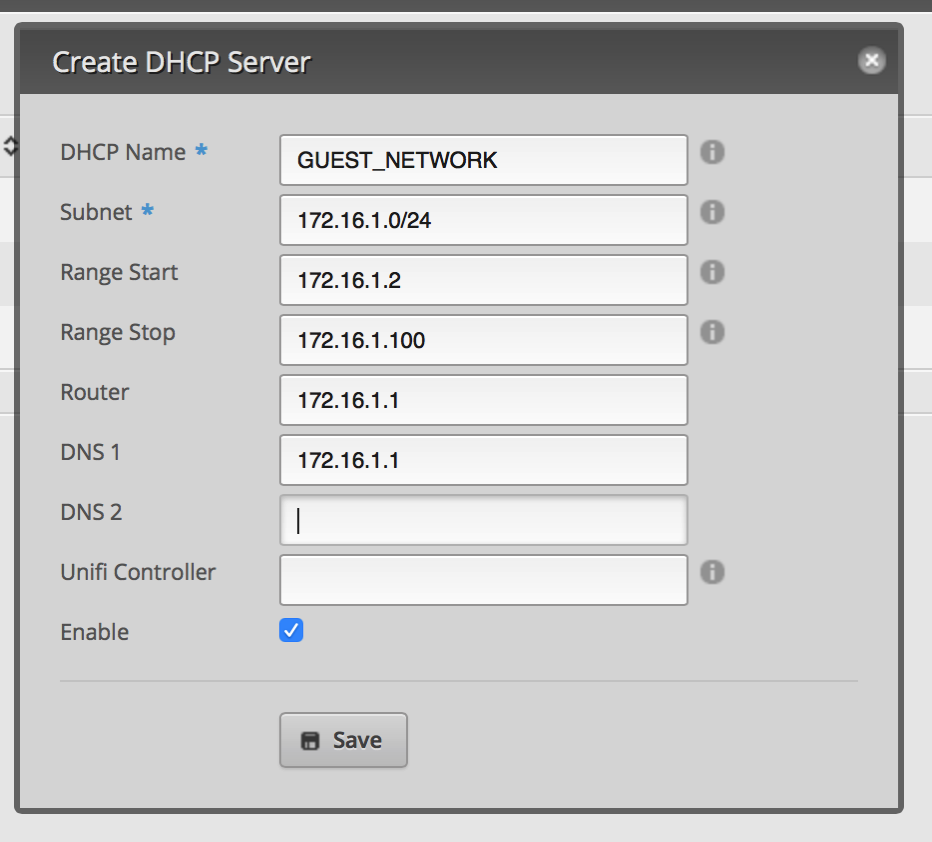 Create DHCP Server
DHCP Name * GUEST_NETWORK
Subnet * 172.16.1.0/24
Range Start 172.16.1.2
Range Stop 172.16.1.100
Router 172.16.1.1
DNS 1 172.16.1.1
DNS 2
Unifi Controller
Enable
Save